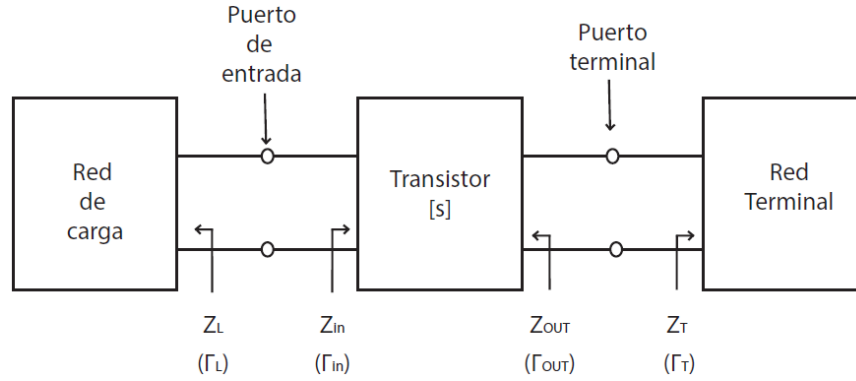 Puerto
de
entrada
Puerto
terminal
Red
de
carga
Transistor
[s]
Red
Terminal
ZL
Zin
ZOUT
ZT
(ΓL)
(Γin)
(ΓOUT)
(ΓT)